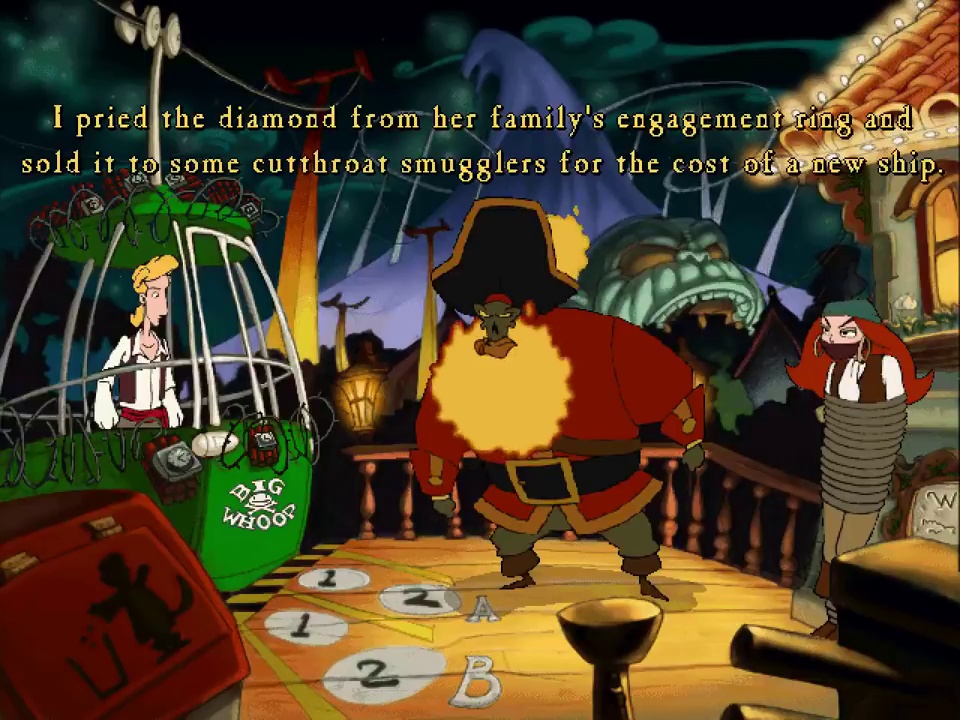 I pried the diamond from her family's engagement ring and
sold it to some cutthroat smugglers for the cost of a new ship.
BIG
WHOOP
1
2 A
1
2 B
W